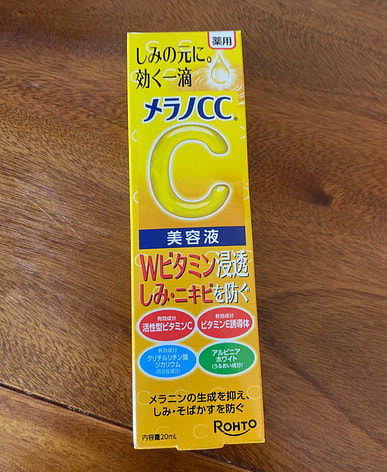 薬用
しみの元に。
効く一滴
メラノCC®
C
美容液
Wビタミン浸透
しみ・ニキビを防ぐ
有効成分
活性型ビタミンC
有効成分
ビタミンE誘導体
有効成分
グリチルリチン酸
ジカリウム
(抗炎症成分)
アルピニア
ホワイト
(うるおい成分)
メラニンの生成を抑え、
しみ・そばかすを防ぐ
内容量20mL
ROHTO